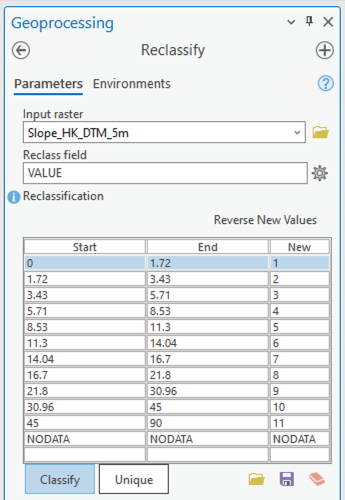 Geoprocessing
Reclassify
Parameters Environments
Input raster
Slope_HK_DTM_5m
Reclass field
VALUE
Reclassification
Reverse New Values
Start End New
0 1.72 1
1.72 3.43 2
3.43 5.71 3
5.71 8.53 4
8.53 11.3 5
11.3 14.04 6
14.04 16.7 7
16.7 21.8 8
21.8 30.96 9
30.96 45 10
45 90 11
NODATA NODATA NODATA
Classify Unique